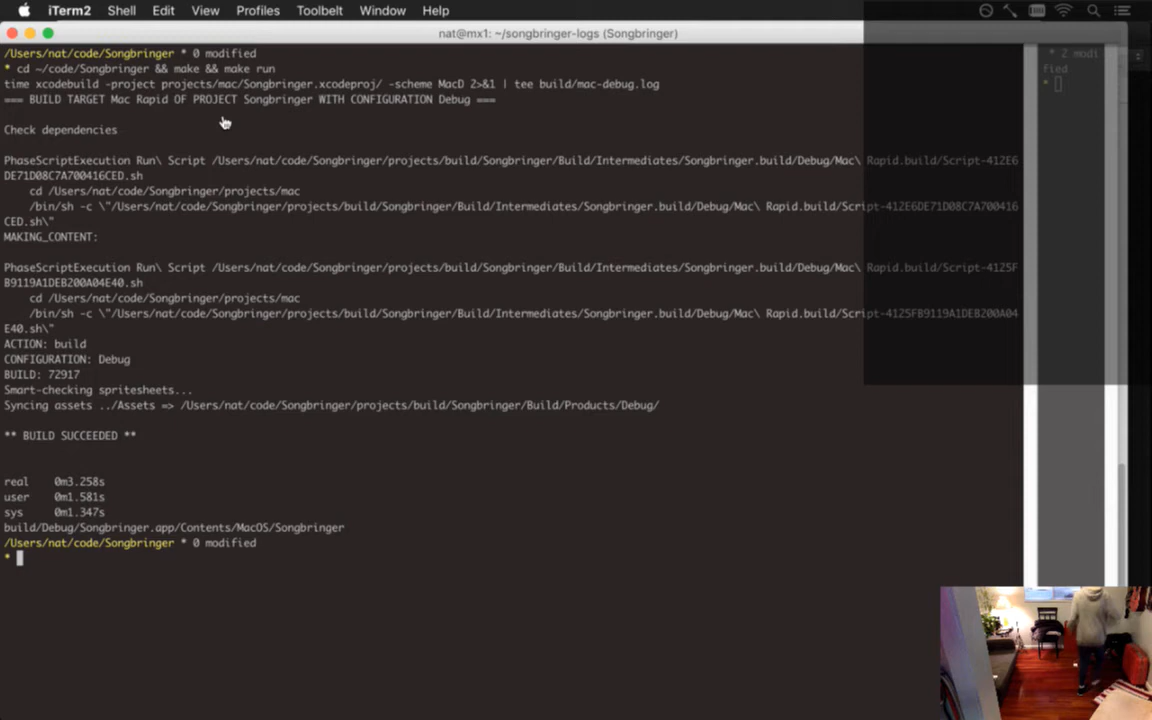 iTerm2 Shell Edit View Profiles Toolbelt Window Help
nat@mx1: ~/songbringer-logs (Songbringer)
/Users/nat/code/Songbringer * 0 modified
* cd ~/code/Songbringer && make && make run
time xcodebuild -project projects/mac/Songbringer.xcodeproj/ -scheme MacD 2>&1 | tee build/mac-debug.log
=== BUILD TARGET Mac Rapid OF PROJECT Songbringer WITH CONFIGURATION Debug ===
Check dependencies
PhaseScriptExecution Run\ Script /Users/nat/code/Songbringer/projects/build/Songbringer/Build/Intermediates/Songbringer.build/Debug/Mac\ Rapid.build/Script-412E6
DE71D08C7A700416CED.sh
cd /Users/nat/code/Songbringer/projects/mac
/bin/sh -c \"/Users/nat/code/Songbringer/projects/build/Songbringer/Build/Intermediates/Songbringer.build/Debug/Mac\ Rapid.build/Script-412E6DE71D08C7A700416
CED.sh\"
MAKING_CONTENT:
PhaseScriptExecution Run\ Script /Users/nat/code/Songbringer/projects/build/Songbringer/Build/Intermediates/Songbringer.build/Debug/Mac\ Rapid.build/Script-4125F
B9119A1DEB200A04E40.sh
cd /Users/nat/code/Songbringer/projects/mac
/bin/sh -c \"/Users/nat/code/Songbringer/projects/build/Songbringer/Build/Intermediates/Songbringer.build/Debug/Mac\ Rapid.build/Script-4125FB9119A1DEB200A04
E40.sh\"
ACTION: build
CONFIGURATION: Debug
BUILD: 72917
Smart-checking spritesheets...
Syncing assets ../Assets => /Users/nat/code/Songbringer/projects/build/Songbringer/Build/Products/Debug/
** BUILD SUCCEEDED **
real 0m3.258s
user 0m1.581s
sys 0m1.347s
build/Debug/Songbringer.app/Contents/MacOS/Songbringer
/Users/nat/code/Songbringer * 0 modified
*
* 2 modi
fied
*